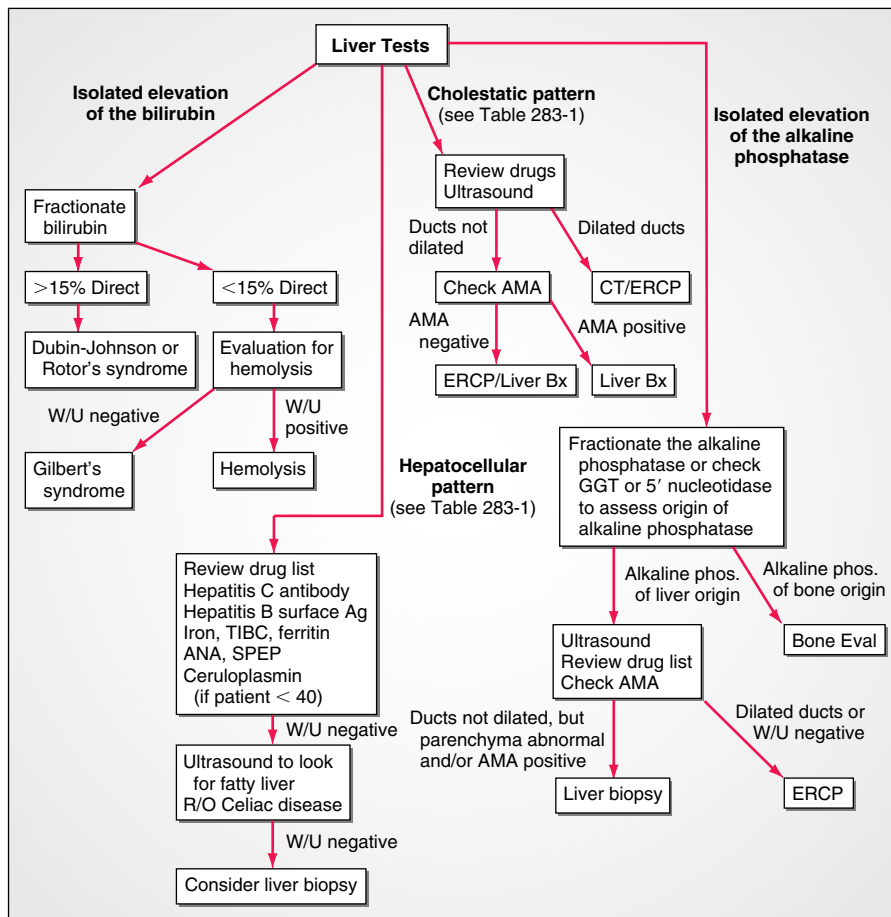 Liver Tests
Isolated elevation
of the bilirubin
Fractionate
bilirubin
>15% Direct
<15% Direct
Dubin-Johnson or
Rotor's syndrome
Evaluation for
hemolysis
W/U negative
W/U
positive
Gilbert's
syndrome
Hemolysis
Cholestatic pattern
(see Table 283-1)
Review drugs
Ultrasound
Ducts not
dilated
Dilated ducts
Check AMA
CT/ERCP
AMA
negative
AMA positive
ERCP/Liver Bx
Liver Bx
Hepatocellular
pattern
(see Table 283-1)
Review drug list
Hepatitis C antibody
Hepatitis B surface Ag
Iron, TIBC, ferritin
ANA, SPEP
Ceruloplasmin
(if patient < 40)
W/U negative
Ultrasound to look
for fatty liver
R/O Celiac disease
W/U negative
Consider liver biopsy
Isolated elevation
of the alkaline
phosphatase
Fractionate the alkaline
phosphatase or check
GGT or 5′ nucleotidase
to assess origin of
alkaline phosphatase
Alkaline phos.
of liver origin
Alkaline phos.
of bone origin
Ultrasound
Review drug list
Check AMA
Bone Eval
Ducts not dilated, but
parenchyma abnormal
and/or AMA positive
Dilated ducts or
W/U negative
Liver biopsy
ERCP